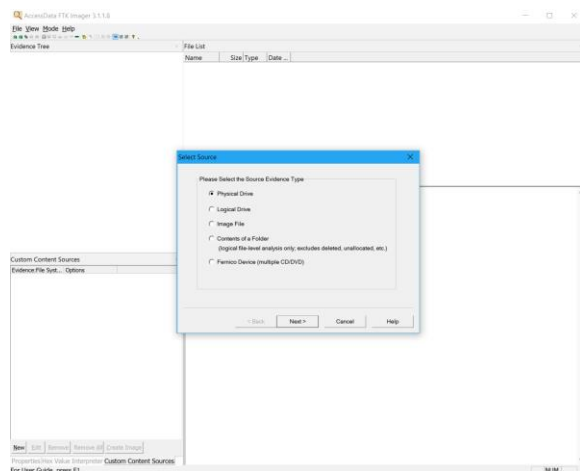 AccessData FTK Imager 3.1.1.8
File View Mode Help
Evidence Tree
File List
Name Size Type Date ...
Select Source
Please Select the Source Evidence Type
Physical Drive
Logical Drive
Image File
Contents of a Folder
(logical file-level analysis only; excludes deleted, unallocated, etc.)
Fernico Device (multiple CD/DVD)
< Back Next > Cancel Help
Custom Content Sources
Evidence:File Syst... Options
New Edit Remove Remove All Create Image
Properties Hex Value Interpreter Custom Content Sources
For User Guide, press F1
NUM